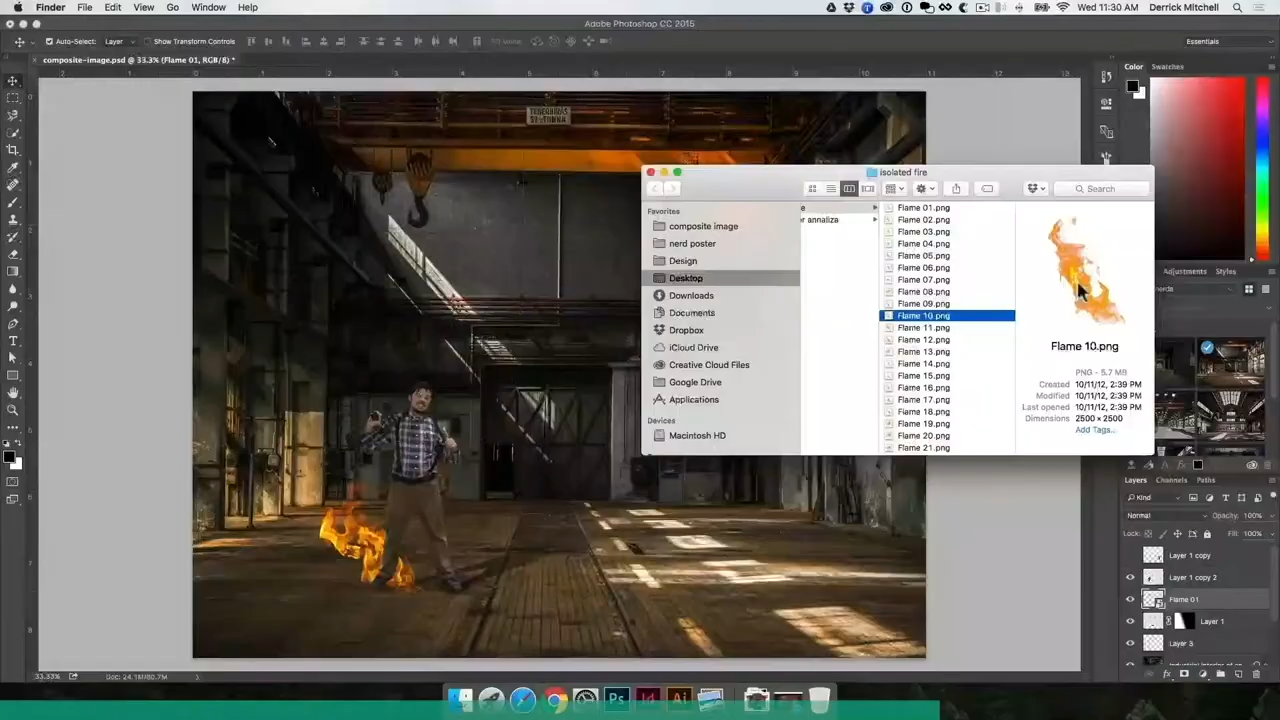 Finder File Edit View Go Window Help
Wed 11:30 AM Derrick Mitchell
Adobe Photoshop CC 2015
Auto-Select: Layer Show Transform Controls
Essentials
composite-image.psd @ 33.3% (Flame 01, RGB/8) *
Color Swatches
isolated fire
Search
Favorites
composite image
nerd poster
Design
Desktop
Downloads
Documents
Dropbox
iCloud Drive
Creative Cloud Files
Google Drive
Applications
Devices
Macintosh HD
r annaliza
Flame 01.png
Flame 02.png
Flame 03.png
Flame 04.png
Flame 05.png
Flame 06.png
Flame 07.png
Flame 08.png
Flame 09.png
Flame 10.png
Flame 11.png
Flame 12.png
Flame 13.png
Flame 14.png
Flame 15.png
Flame 16.png
Flame 17.png
Flame 18.png
Flame 19.png
Flame 20.png
Flame 21.png
Flame 10.png
PNG - 5.7 MB
Created 10/11/12, 2:39 PM
Modified 10/11/12, 2:39 PM
Last opened 10/11/12, 2:39 PM
Dimensions 2500 × 2500
Add Tags...
Adjustments Styles
Layers Channels Paths
Kind
Normal Opacity: 100%
Lock: Fill: 100%
Layer 1 copy
Layer 1 copy 2
Flame 01
Layer 1
Layer 3
33.33% Doc: 24.1M/80.7M
Ps Id Ai